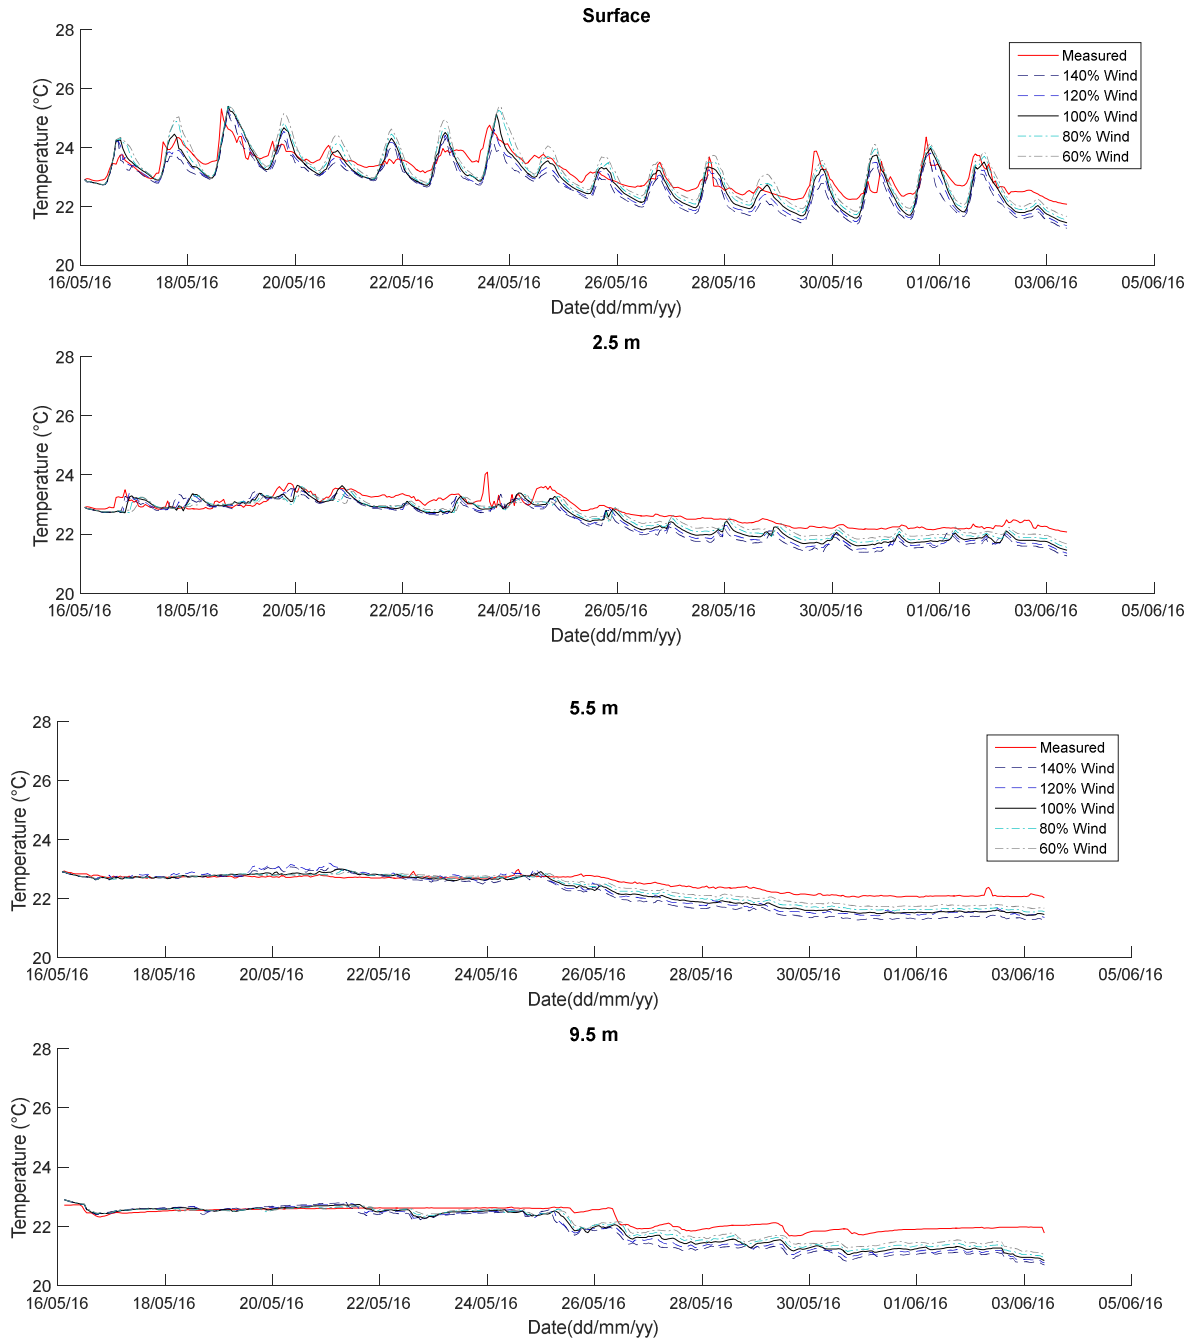 Surface
28
26
24
22
20
Temperature (°C)
Measured
140% Wind
120% Wind
100% Wind
80% Wind
60% Wind
16/05/16 18/05/16 20/05/16 22/05/16 24/05/16 26/05/16 28/05/16 30/05/16 01/06/16 03/06/16 05/06/16
Date(dd/mm/yy)
2.5 m
28
26
24
22
20
Temperature (°C)
16/05/16 18/05/16 20/05/16 22/05/16 24/05/16 26/05/16 28/05/16 30/05/16 01/06/16 03/06/16 05/06/16
Date(dd/mm/yy)
5.5 m
28
26
24
22
20
Temperature (°C)
Measured
140% Wind
120% Wind
100% Wind
80% Wind
60% Wind
16/05/16 18/05/16 20/05/16 22/05/16 24/05/16 26/05/16 28/05/16 30/05/16 01/06/16 03/06/16 05/06/16
Date(dd/mm/yy)
9.5 m
28
26
24
22
20
Temperature (°C)
16/05/16 18/05/16 20/05/16 22/05/16 24/05/16 26/05/16 28/05/16 30/05/16 01/06/16 03/06/16 05/06/16
Date(dd/mm/yy)